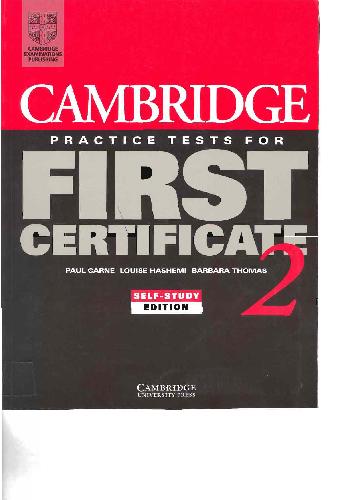 CAMBRIDGE
EXAMINATIONS
PUBLISHING
CAMBRIDGE
PRACTICE TESTS FOR
FIRST
CERTIFICATE
2
PAUL CARNE LOUISE HASHEMI BARBARA THOMAS
SELF-STUDY
EDITION
CAMBRIDGE
UNIVERSITY PRESS